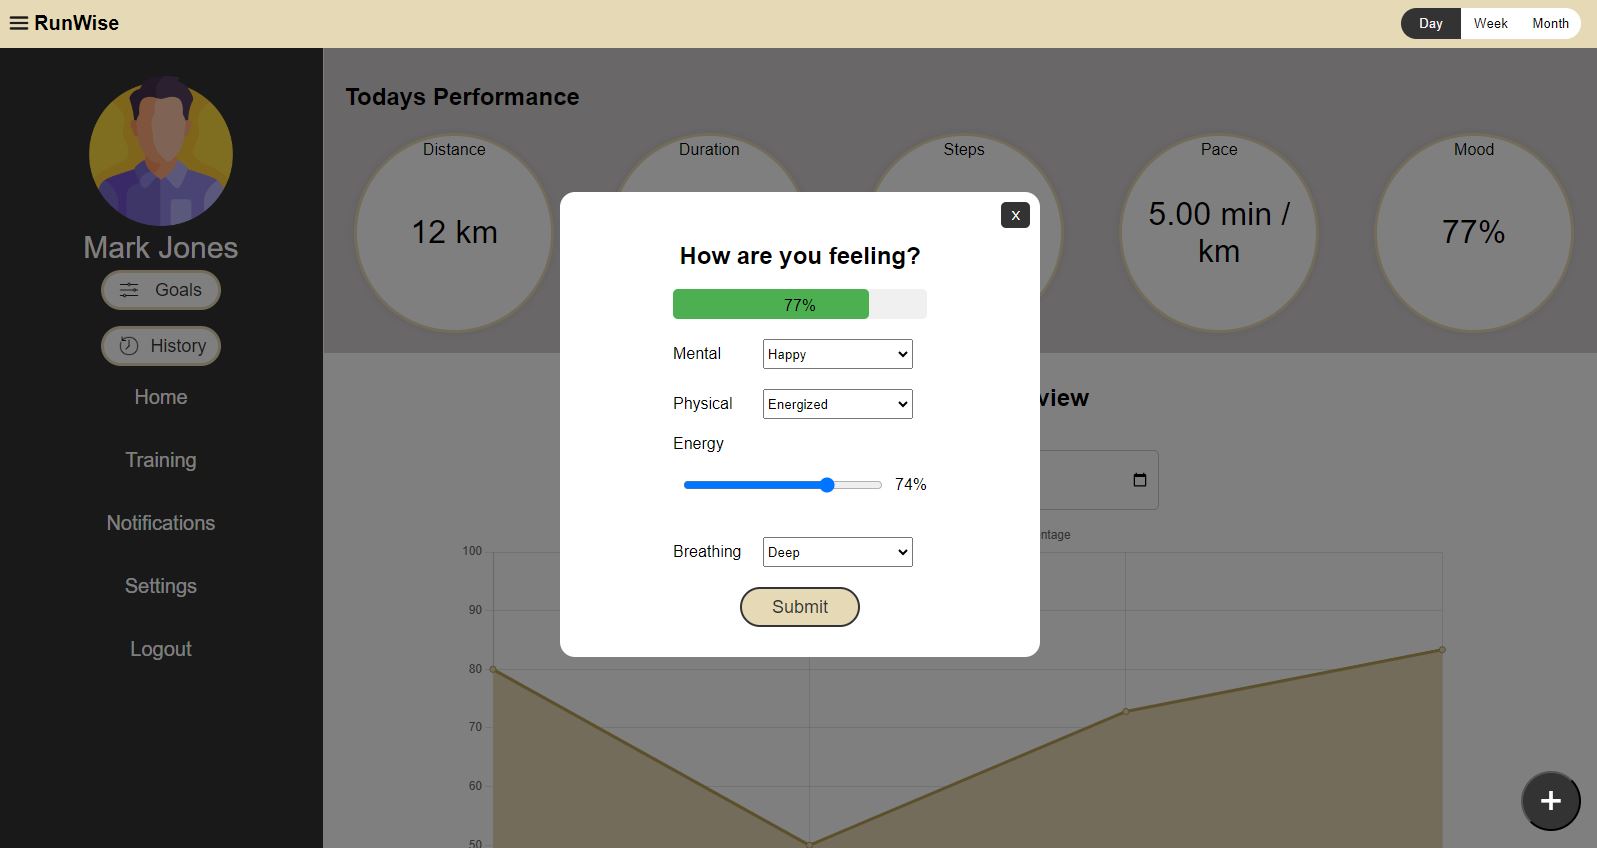 RunWise
Day Week Month
Mark Jones
Goals
History
Home
Training
Notifications
Settings
Logout
Todays Performance
Distance
12 km
Duration
Steps
Pace
5.00 min /
km
Mood
77%
x
How are you feeling?
77%
Mental Happy
Physical Energized
Energy
74%
Breathing Deep
Submit
view
ntage
100
90
80
70
60
50
+